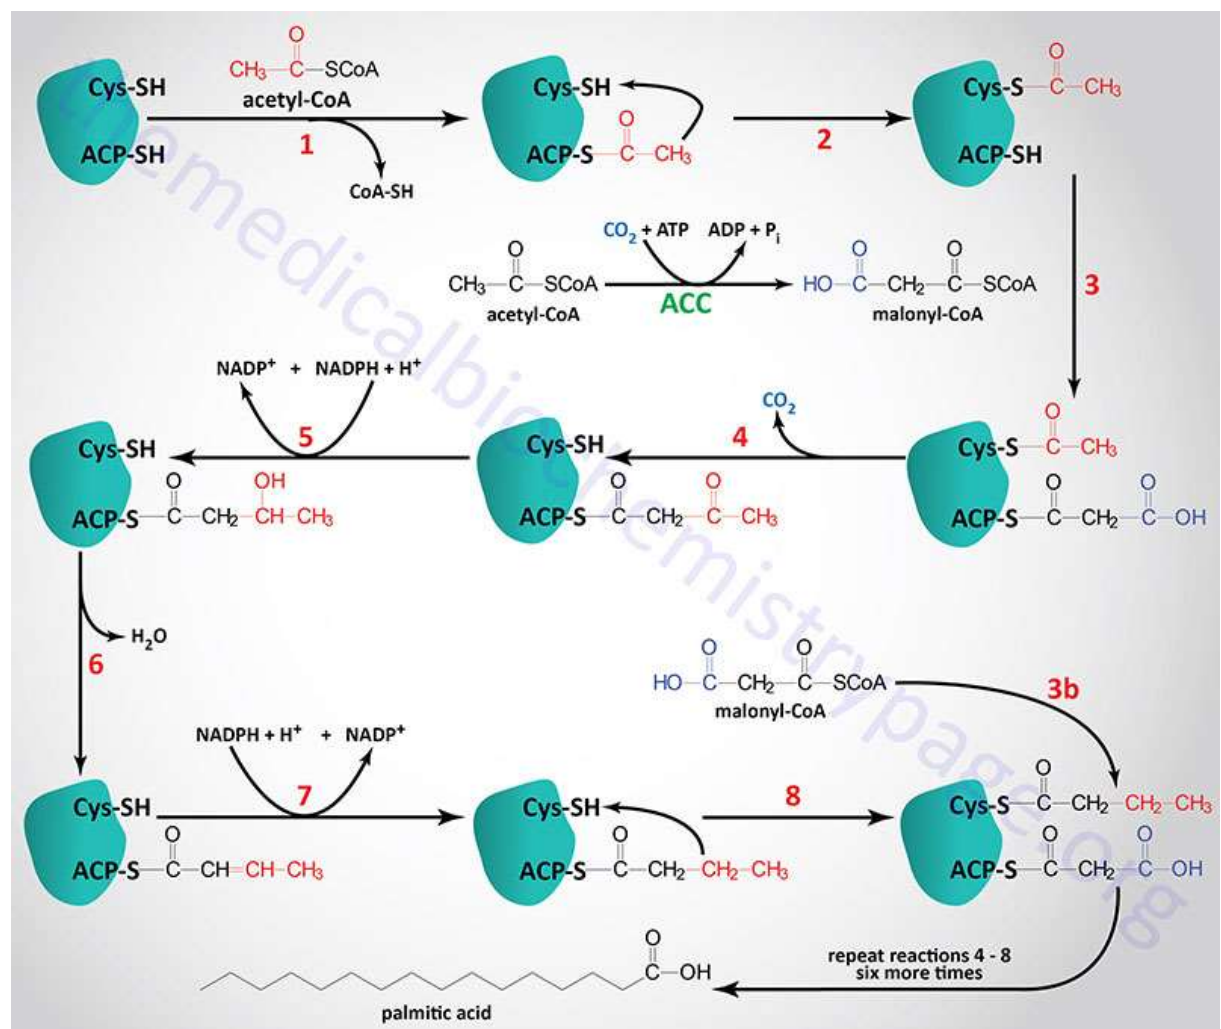 O
CH₃—C—SCoA
acetyl-CoA
Cys-SH
ACP-SH
1
CoA-SH
Cys-SH
O
ACP-S—C—CH₃
2
O
Cys-S—C—CH₃
ACP-SH
CO₂ + ATP ADP + Pᵢ
O
CH₃—C—SCoA
acetyl-CoA
ACC
O O
HO—C—CH₂—C—SCoA
malonyl-CoA
3
O
Cys-S—C—CH₃
O O
ACP-S—C—CH₂—C—OH
CO₂
4
Cys-SH
O O
ACP-S—C—CH₂—C—CH₃
NADP⁺ + NADPH + H⁺
5
Cys-SH
O OH
ACP-S—C—CH₂—CH—CH₃
H₂O
6
Cys-SH
O
ACP-S—C—CH=CH—CH₃
NADPH + H⁺ + NADP⁺
7
Cys-SH
O
ACP-S—C—CH₂—CH₂—CH₃
8
O O
HO—C—CH₂—C—SCoA
malonyl-CoA
3b
O
Cys-S—C—CH₂—CH₂—CH₃
O O
ACP-S—C—CH₂—C—OH
repeat reactions 4 - 8
six more times
O
C—OH
palmitic acid
themedicalbiochemistrypage.org